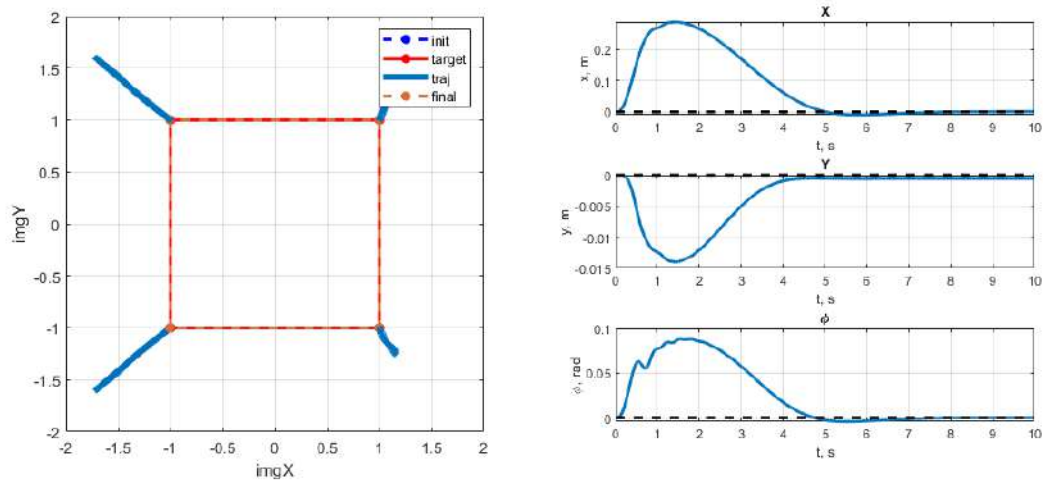 2
1.5
1
0.5
0
-0.5
-1
-1.5
-2
imgY
-2 -1.5 -1 -0.5 0 0.5 1 1.5 2
imgX
init
target
traj
final
X
0.2
0.1
0
x, m
0 1 2 3 4 5 6 7 8 9 10
t, s
Y
0
-0.005
-0.01
-0.015
y, m
0 1 2 3 4 5 6 7 8 9 10
t, s
ϕ
0.1
0.05
0
ϕ, rad
0 1 2 3 4 5 6 7 8 9 10
t, s